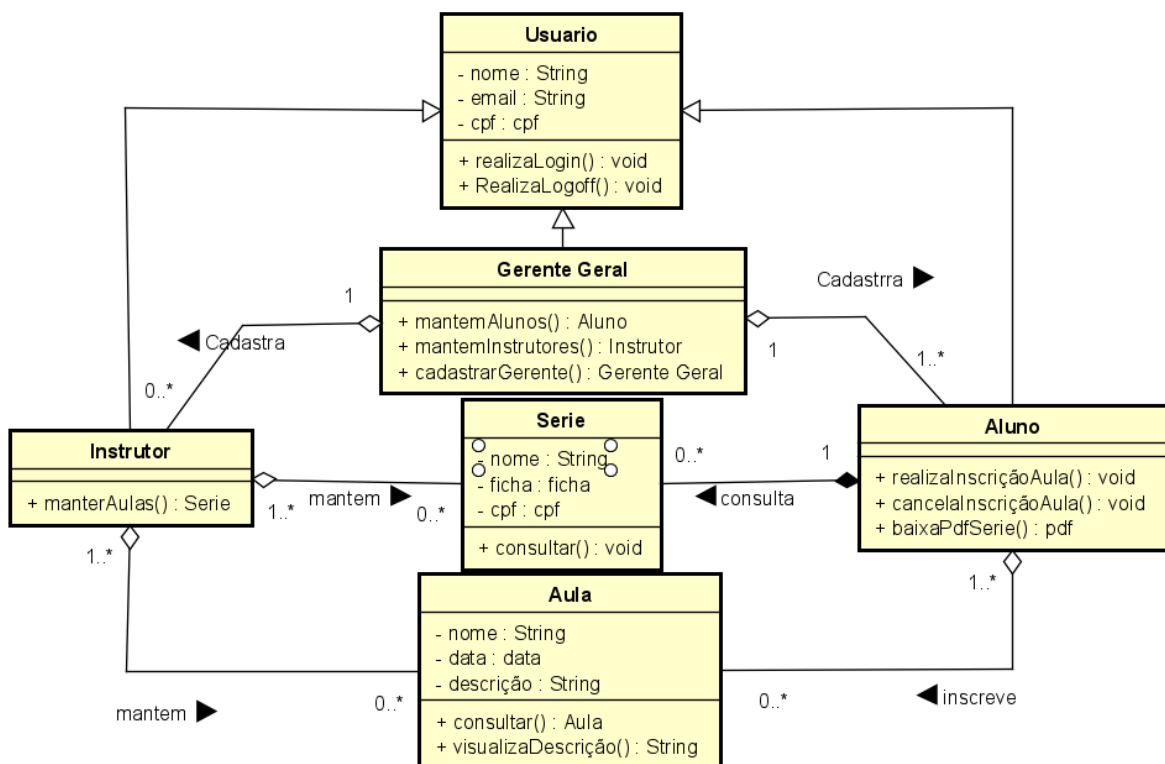 Usuario
- nome : String
- email : String
- cpf : cpf
+ realizaLogin() : void
+ RealizaLogoff() : void
Gerente Geral
+ mantemAlunos() : Aluno
+ mantemInstrutores() : Instrutor
+ cadastrarGerente() : Gerente Geral
1
Cadastra
0..*
Cadastrra
1
1..*
Instrutor
+ manterAulas() : Serie
1..*
mantem
0..*
Serie
- nome : String
- ficha : ficha
- cpf : cpf
+ consultar() : void
0..*
1
consulta
Aluno
+ realizaInscriçãoAula() : void
+ cancelaInscriçãoAula() : void
+ baixaPdfSerie() : pdf
1..*
mantem
0..*
Aula
- nome : String
- data : data
- descrição : String
+ consultar() : Aula
+ visualizaDescrição() : String
1..*
0..*
inscreve